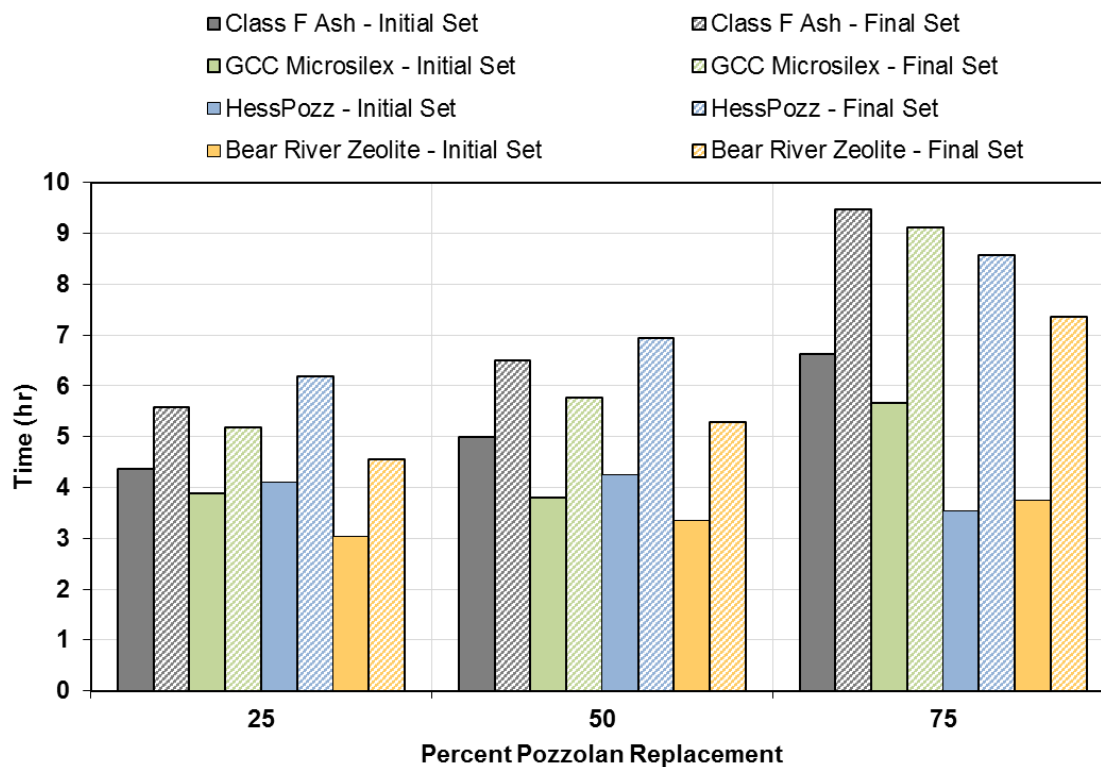 Class F Ash - Initial Set
Class F Ash - Final Set
GCC Microsilex - Initial Set
GCC Microsilex - Final Set
HessPozz - Initial Set
HessPozz - Final Set
Bear River Zeolite - Initial Set
Bear River Zeolite - Final Set
10
9
8
7
6
5
4
3
2
1
0
Time (hr)
25
50
75
Percent Pozzolan Replacement